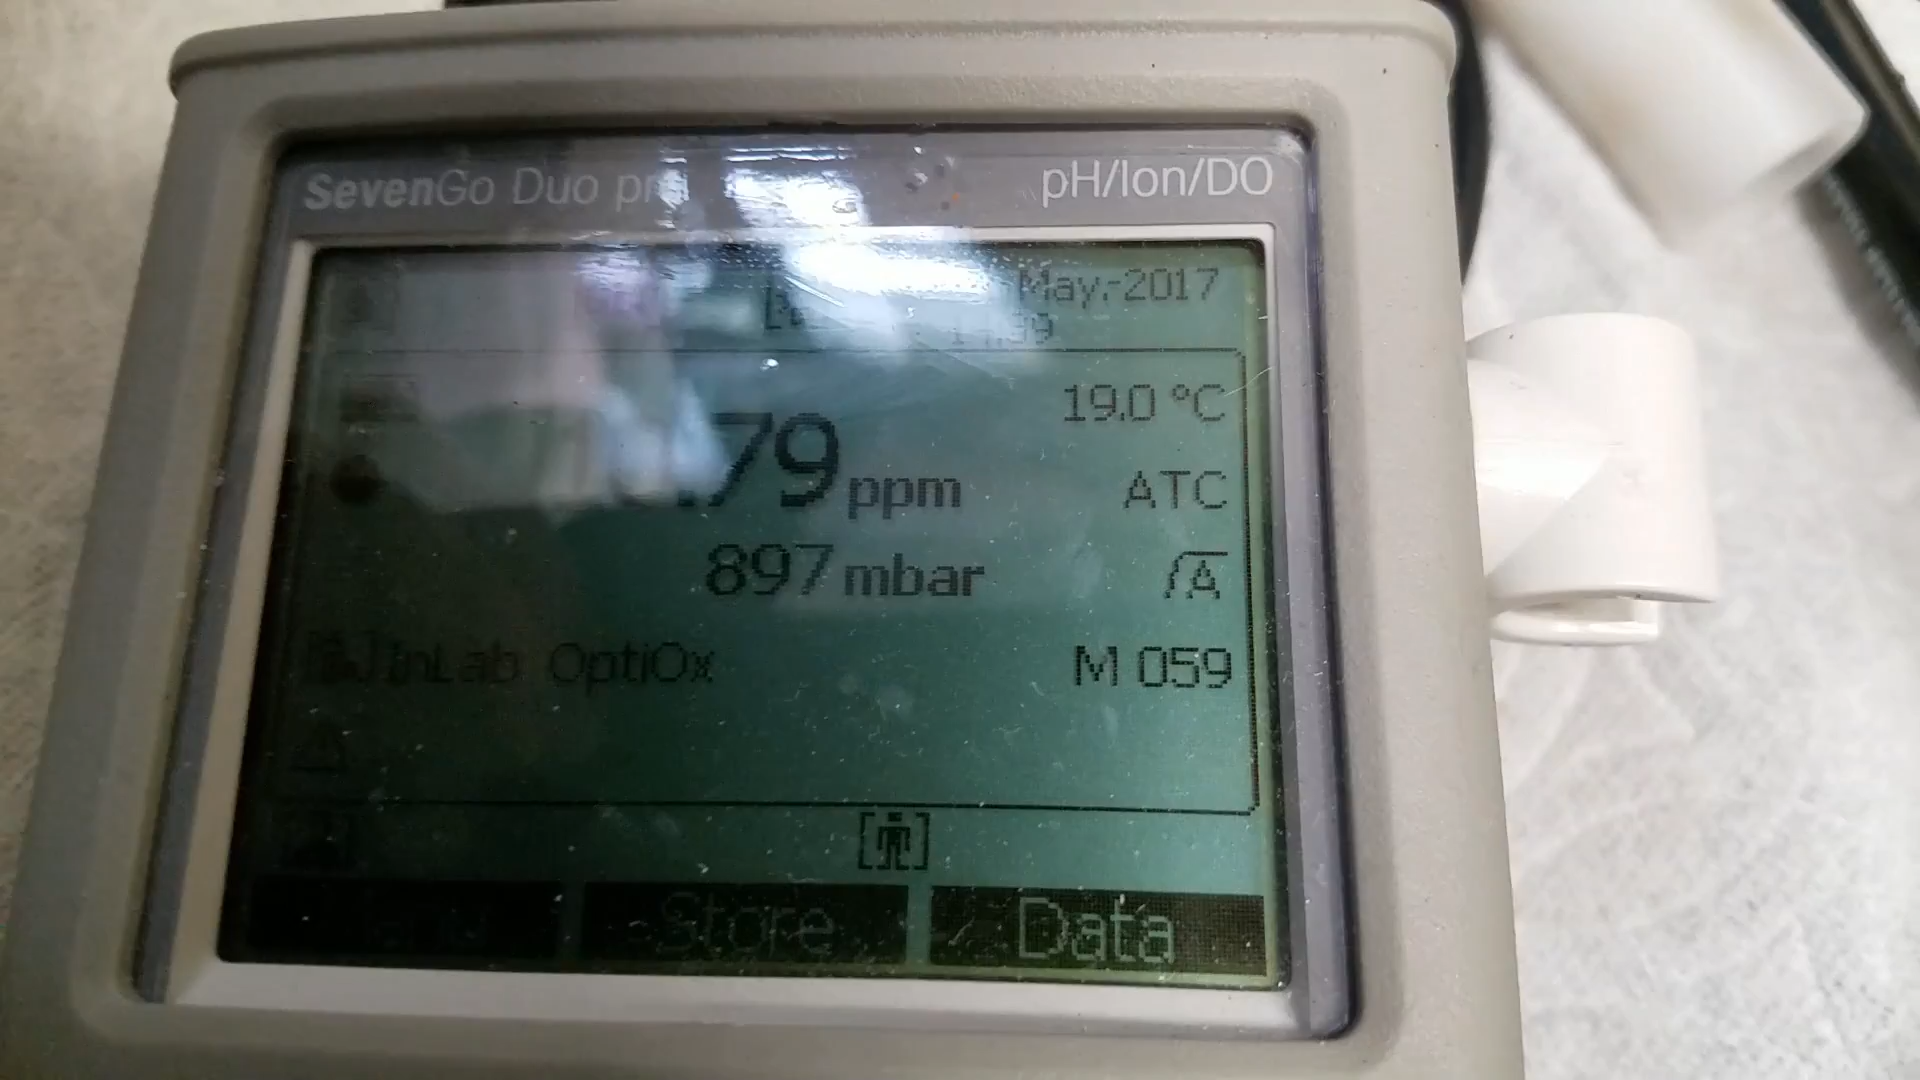 SevenGo Duo pro pH/Ion/DO
May.-2017
19.0 °C
.79 ppm
ATC
897 mbar
/A
InLab OptiOx
M 059
Store
Data